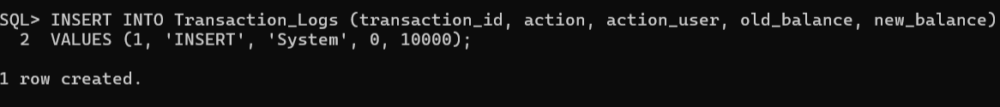 SQL> INSERT INTO Transaction_Logs (transaction_id, action, action_user, old_balance, new_balance)
  2  VALUES (1, 'INSERT', 'System', 0, 10000);
1 row created.